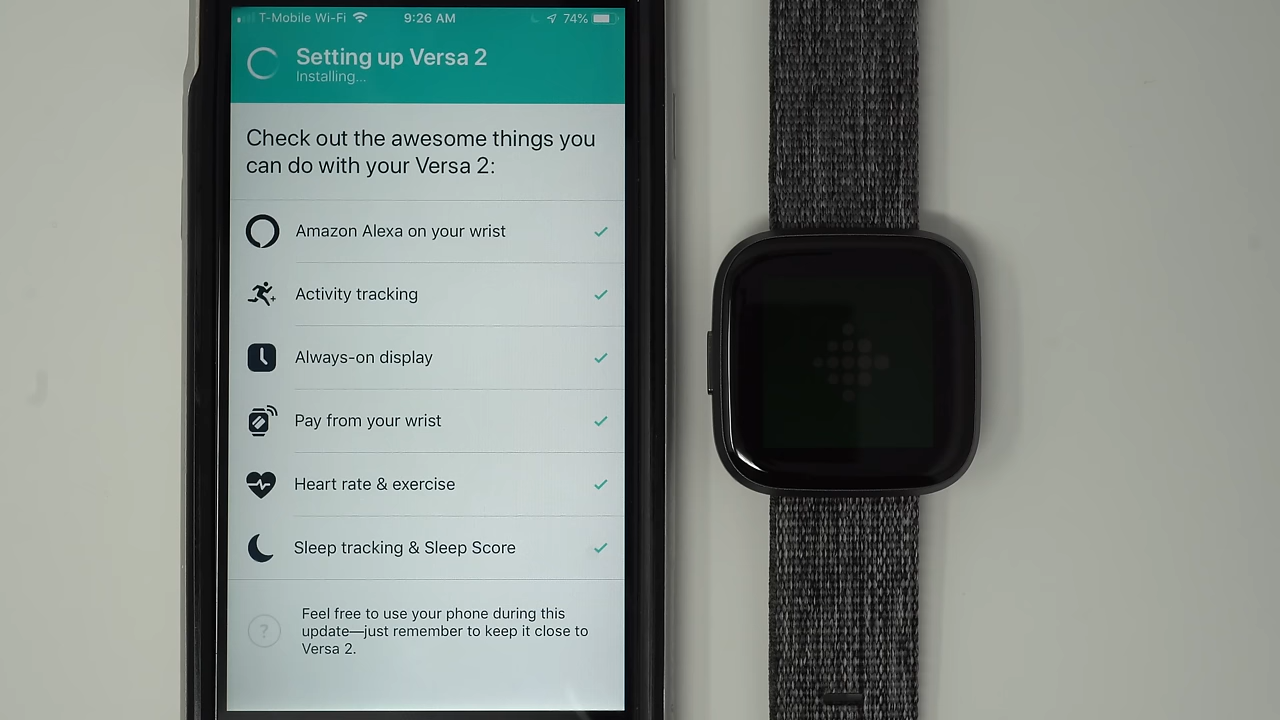 T-Mobile Wi-Fi 9:26 AM 74%
Setting up Versa 2
Installing...
Check out the awesome things you
can do with your Versa 2:
Amazon Alexa on your wrist
Activity tracking
Always-on display
Pay from your wrist
Heart rate & exercise
Sleep tracking & Sleep Score
?
Feel free to use your phone during this
update—just remember to keep it close to
Versa 2.